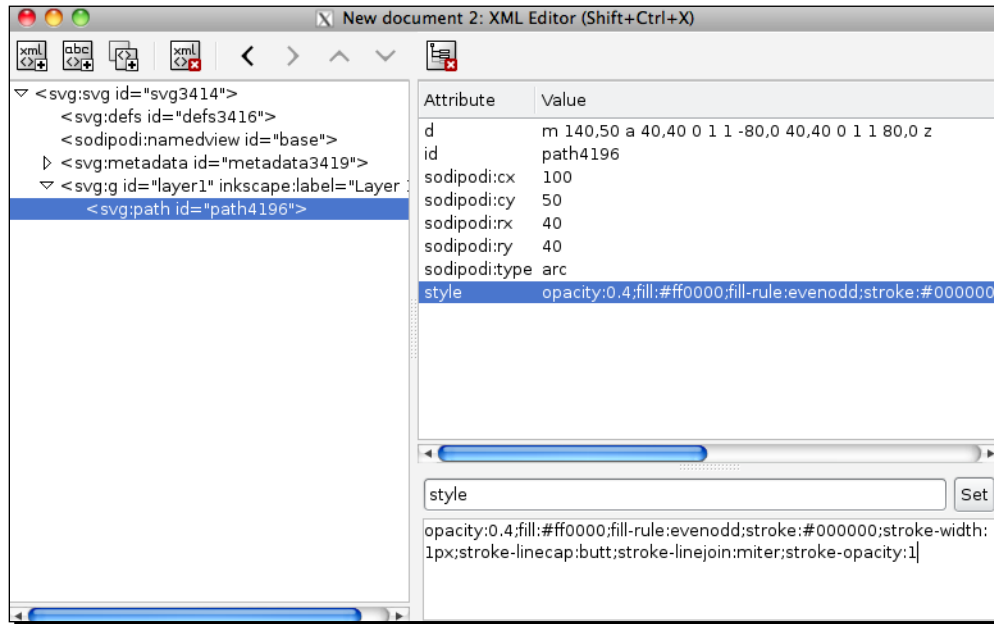 New document 2: XML Editor (Shift+Ctrl+X)
xml abc xml
<svg:svg id="svg3414">
<svg:defs id="defs3416">
<sodipodi:namedview id="base">
<svg:metadata id="metadata3419">
<svg:g id="layer1" inkscape:label="Layer
<svg:path id="path4196">
Attribute Value
d m 140,50 a 40,40 0 1 1 -80,0 40,40 0 1 1 80,0 z
id path4196
sodipodi:cx 100
sodipodi:cy 50
sodipodi:rx 40
sodipodi:ry 40
sodipodi:type arc
style opacity:0.4;fill:#ff0000;fill-rule:evenodd;stroke:#000000
style
Set
opacity:0.4;fill:#ff0000;fill-rule:evenodd;stroke:#000000;stroke-width:
1px;stroke-linecap:butt;stroke-linejoin:miter;stroke-opacity:1